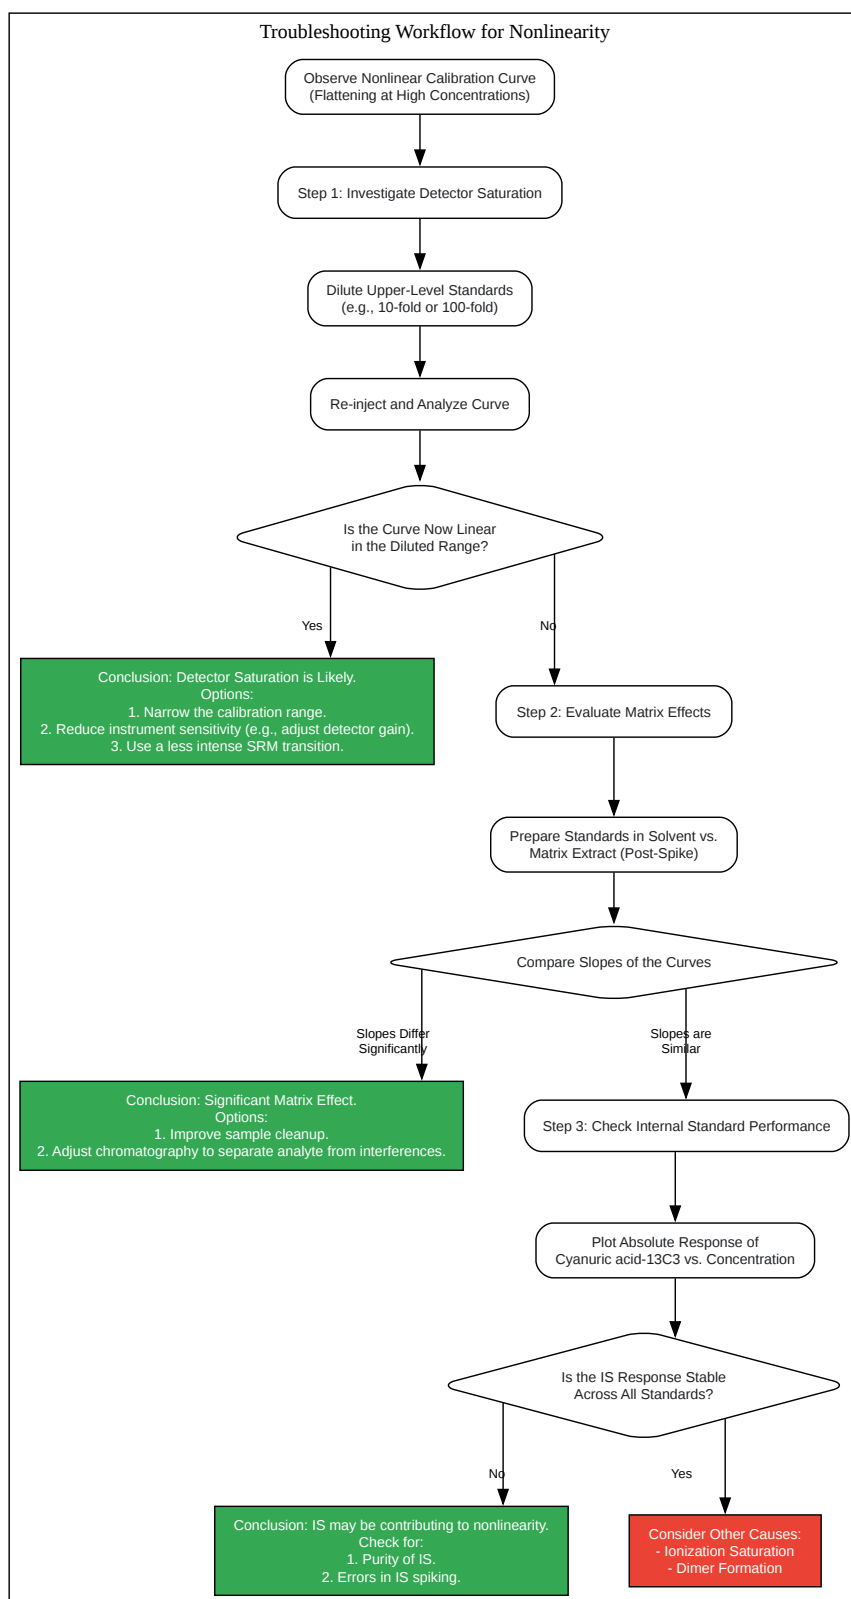 Troubleshooting Workflow for Nonlinearity
Observe Nonlinear Calibration Curve
(Flattening at High Concentrations)
Step 1: Investigate Detector Saturation
Dilute Upper-Level Standards
(e.g., 10-fold or 100-fold)
Re-inject and Analyze Curve
Is the Curve Now Linear
in the Diluted Range?
Yes
No
Conclusion: Detector Saturation is Likely.
Options:
1. Narrow the calibration range.
2. Reduce instrument sensitivity (e.g., adjust detector gain).
3. Use a less intense SRM transition.
Step 2: Evaluate Matrix Effects
Prepare Standards in Solvent vs.
Matrix Extract (Post-Spike)
Compare Slopes of the Curves
Slopes Differ
Significantly
Slopes are
Similar
Conclusion: Significant Matrix Effect.
Options:
1. Improve sample cleanup.
2. Adjust chromatography to separate analyte from interferences.
Step 3: Check Internal Standard Performance
Plot Absolute Response of
Cyanuric acid-13C3 vs. Concentration
Is the IS Response Stable
Across All Standards?
No
Yes
Conclusion: IS may be contributing to nonlinearity.
Check for:
1. Purity of IS.
2. Errors in IS spiking.
Consider Other Causes:
- Ionization Saturation
- Dimer Formation